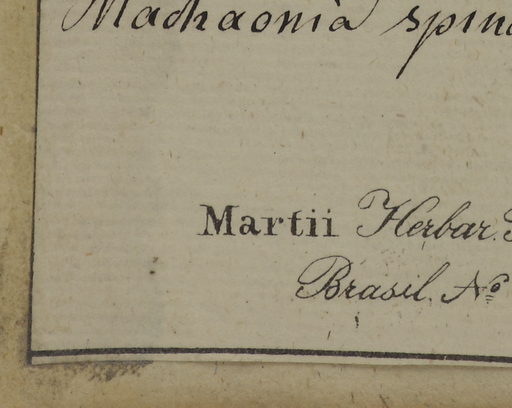 Machaonia
Martii Herbar.
Brasil. Nº